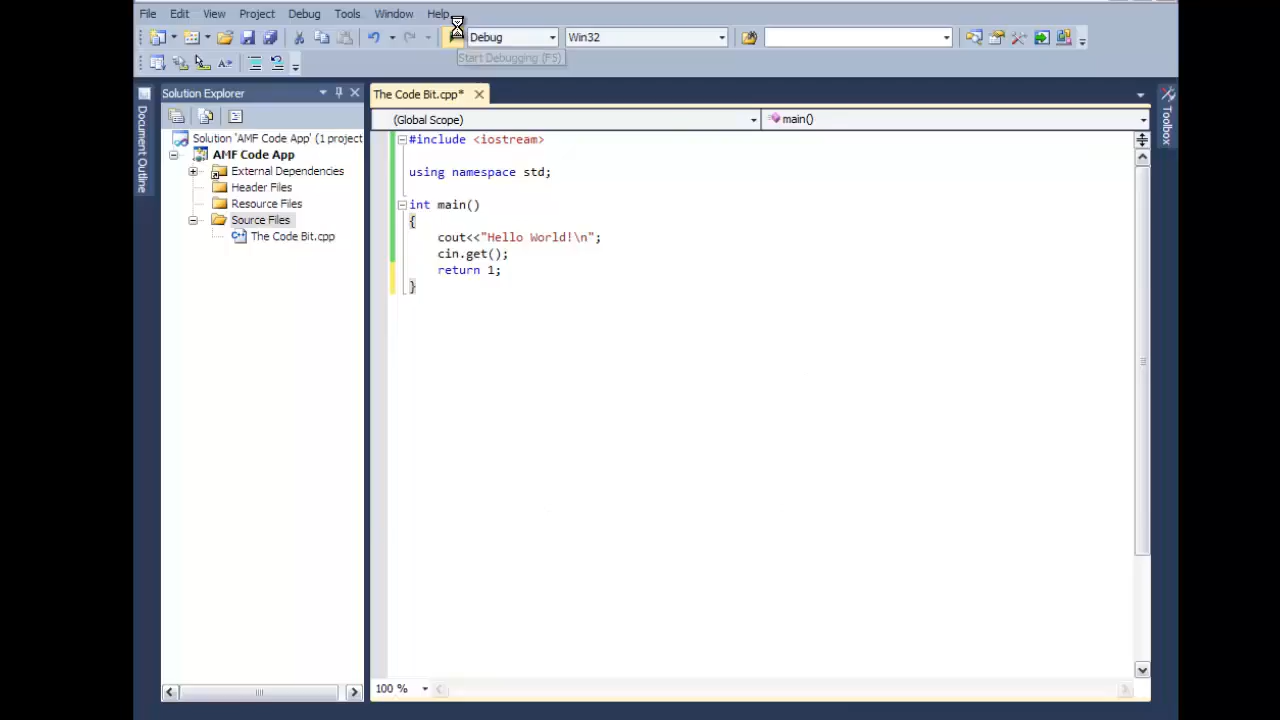 File Edit View Project Debug Tools Window Help
Debug Win32
Start Debugging (F5)
Document Outline
Solution Explorer
Solution 'AMF Code App' (1 project
AMF Code App
External Dependencies
Header Files
Resource Files
Source Files
The Code Bit.cpp
The Code Bit.cpp*
(Global Scope) main()
#include <iostream>
using namespace std;
int main()
{
cout<<"Hello World!\n";
cin.get();
return 1;
}
100 %
Toolbox